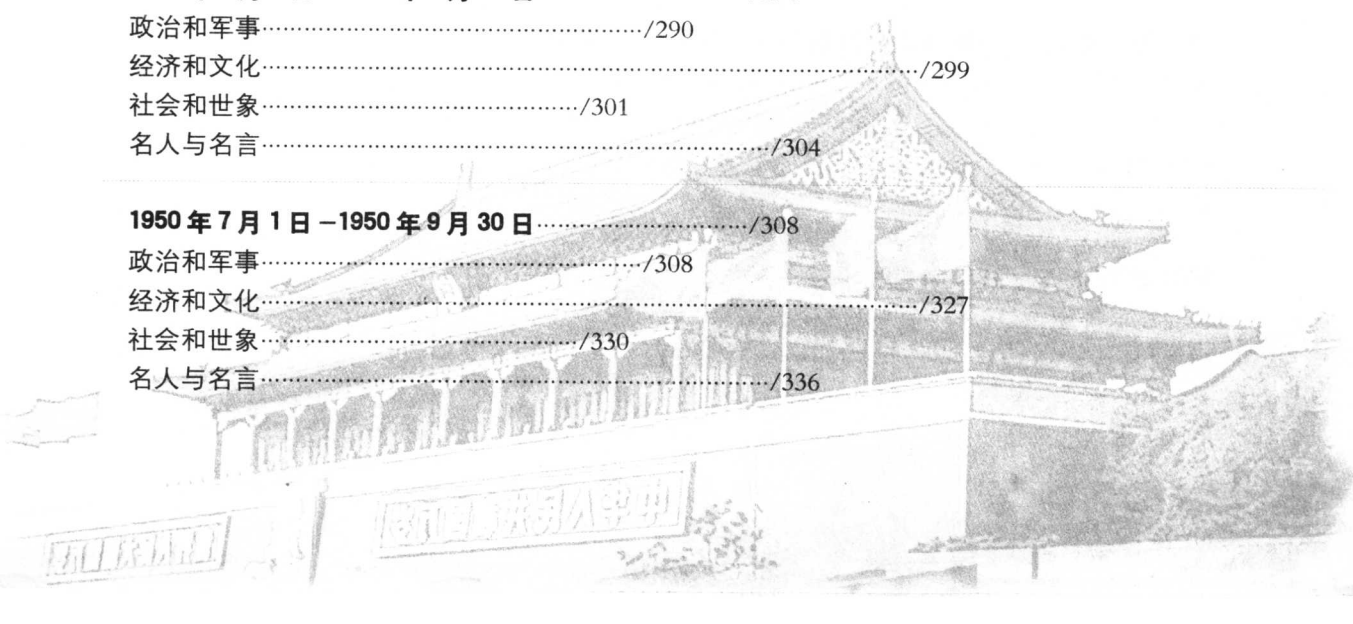 政治和军事……………………………………/290
经济和文化……………………………………………………………/299
社会和世象………………………………/301
名人与名言…………………………………………………/304
1950 年 7 月 1 日 –1950 年 9 月 30 日……………………/308
政治和军事……………………………………/308
经济和文化……………………………………………………………/327
社会和世象………………………………/330
名人与名言…………………………………………………/336